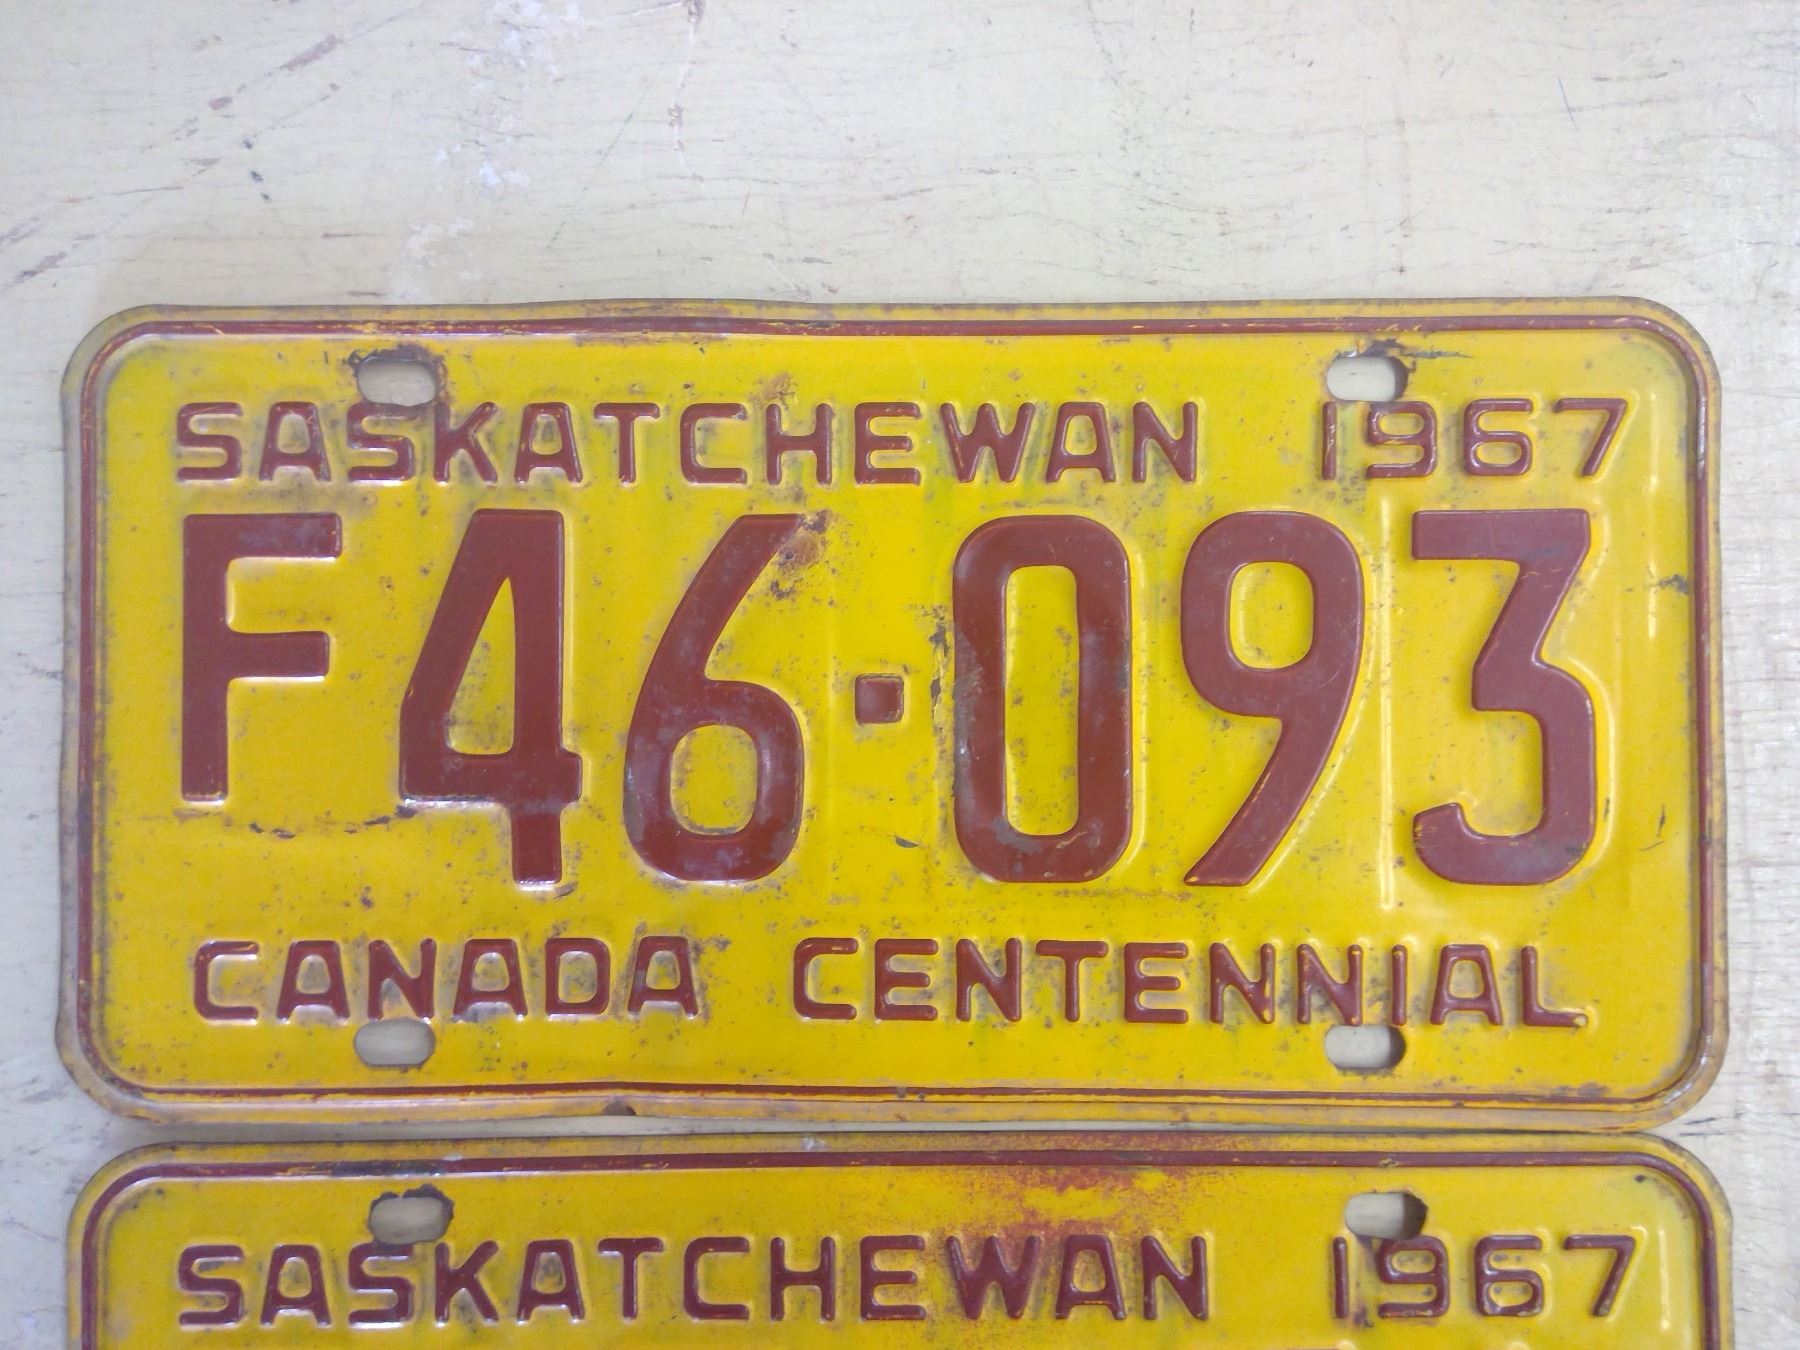 SASKATCHEWAN 1967
F46·093
CANADA CENTENNIAL
SASKATCHEWAN 1967